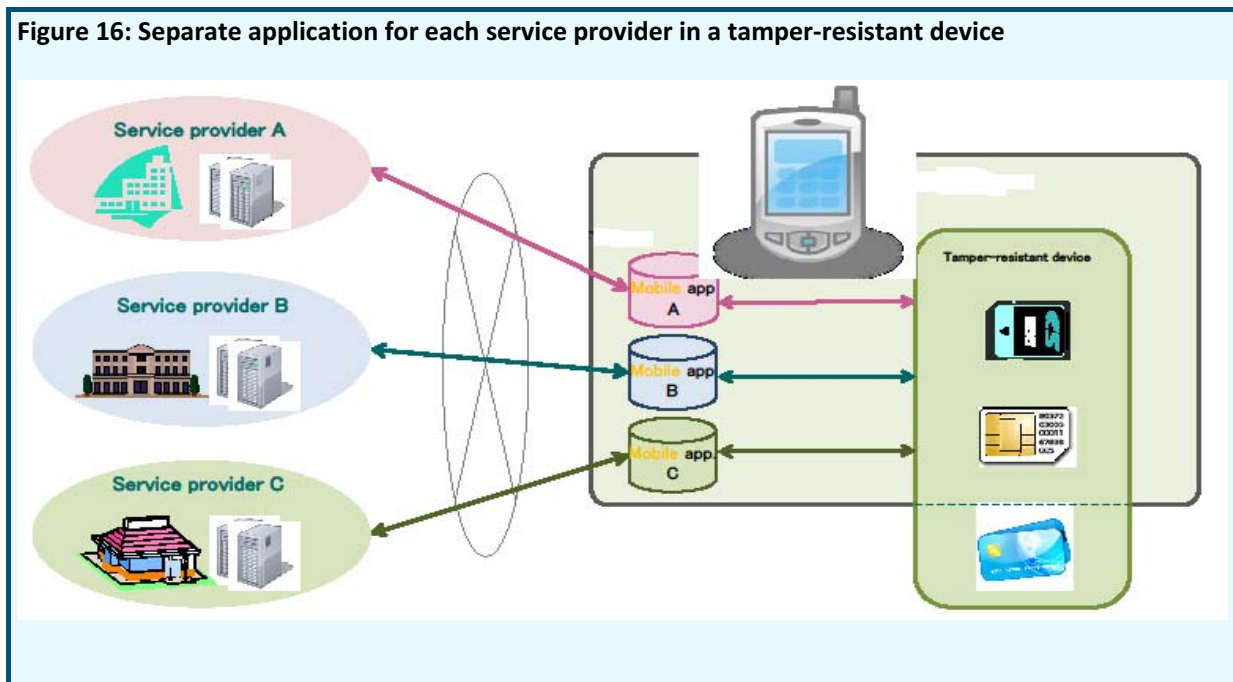 Figure 16: Separate application for each service provider in a tamper-resistant device
Service provider A
Service provider B
Service provider C
Mobile app
A
Mobile app
B
Mobile app.
C
Tamper-resistant device